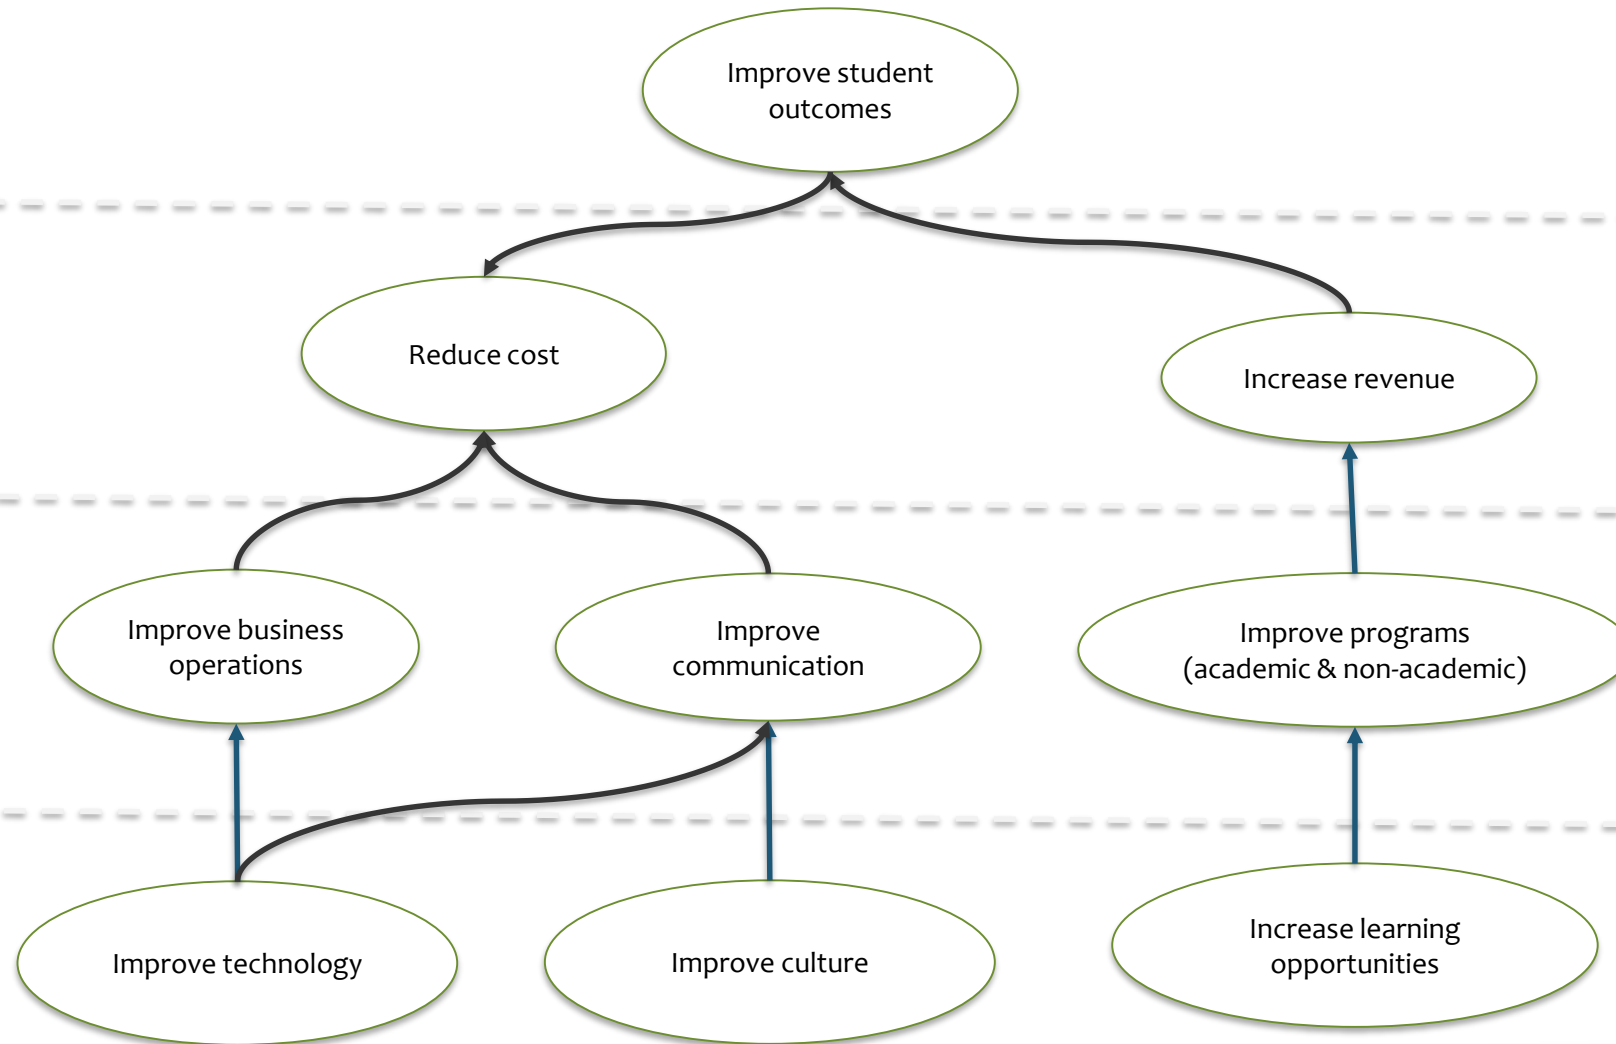 Improve student
outcomes
Reduce cost
Increase revenue
Improve business
operations
Improve
communication
Improve programs
(academic & non-academic)
Improve technology
Improve culture
Increase learning
opportunities